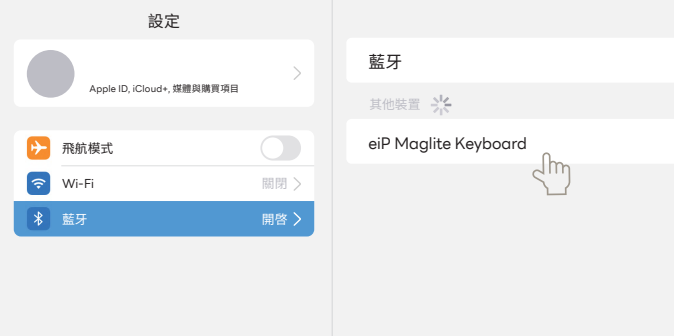 設定
Apple ID, iCloud+, 媒體與購買項目
飛航模式
Wi-Fi 關閉
藍牙 開啓
藍牙
其他裝置
eiP Maglite Keyboard